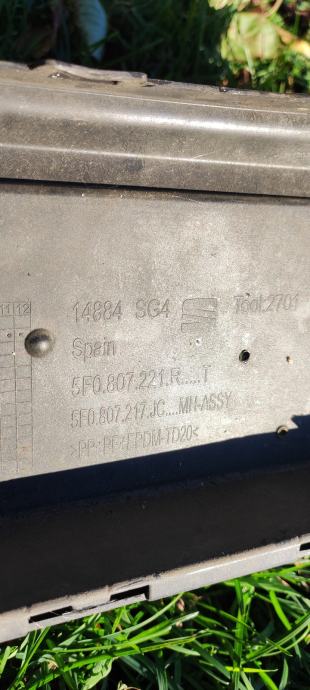 11 12
14884 SG4 Tool:2701
Spain
5F0.807.221.R.....T
5F0.807.217.JC....MH-ASSY
>PP+PE/EPDM-TD20<